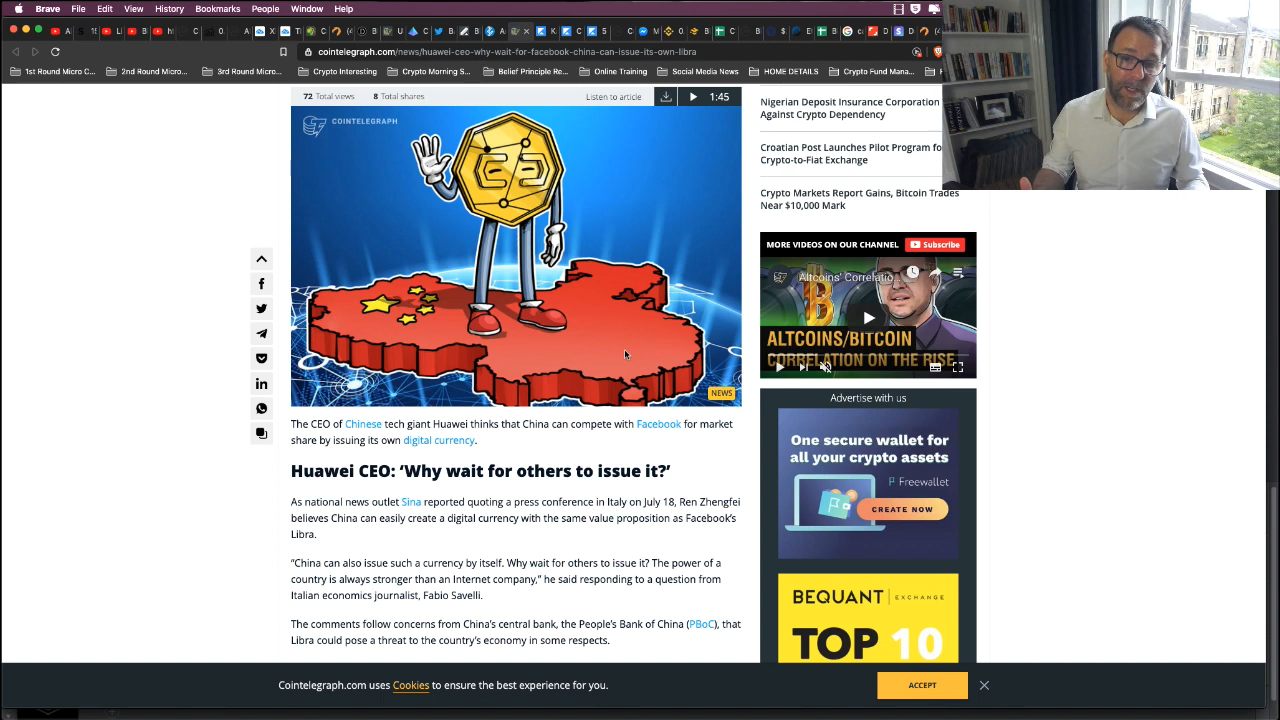 Brave File Edit View History Bookmarks People Window Help
cointelegraph.com/news/huawei-ceo-why-wait-for-facebook-china-can-issue-its-own-libra
1st Round Micro C... 2nd Round Micro... 3rd Round Micro... Crypto Interesting Crypto Morning S... Belief Principle Re... Online Training Social Media News HOME DETAILS Crypto Fund Mana...
72 Total views 8 Total shares Listen to article 1:45
COINTELEGRAPH
NEWS
The CEO of Chinese tech giant Huawei thinks that China can compete with Facebook for market
share by issuing its own digital currency.
Huawei CEO: ‘Why wait for others to issue it?’
As national news outlet Sina reported quoting a press conference in Italy on July 18, Ren Zhengfei
believes China can easily create a digital currency with the same value proposition as Facebook’s
Libra.
“China can also issue such a currency by itself. Why wait for others to issue it? The power of a
country is always stronger than an Internet company,” he said responding to a question from
Italian economics journalist, Fabio Savelli.
The comments follow concerns from China’s central bank, the People’s Bank of China (PBoC), that
Libra could pose a threat to the country’s economy in some respects.
Nigerian Deposit Insurance Corporation
Against Crypto Dependency
Croatian Post Launches Pilot Program fo
Crypto-to-Fiat Exchange
Crypto Markets Report Gains, Bitcoin Trades
Near $10,000 Mark
MORE VIDEOS ON OUR CHANNEL Subscribe
Altcoins' Correlatio...
ALTCOINS/BITCOIN
CORRELATION ON THE RISE
Advertise with us
One secure wallet for
all your crypto assets
Freewallet
CREATE NOW
BEQUANT EXCHANGE
TOP 10
Cointelegraph.com uses Cookies to ensure the best experience for you.
ACCEPT